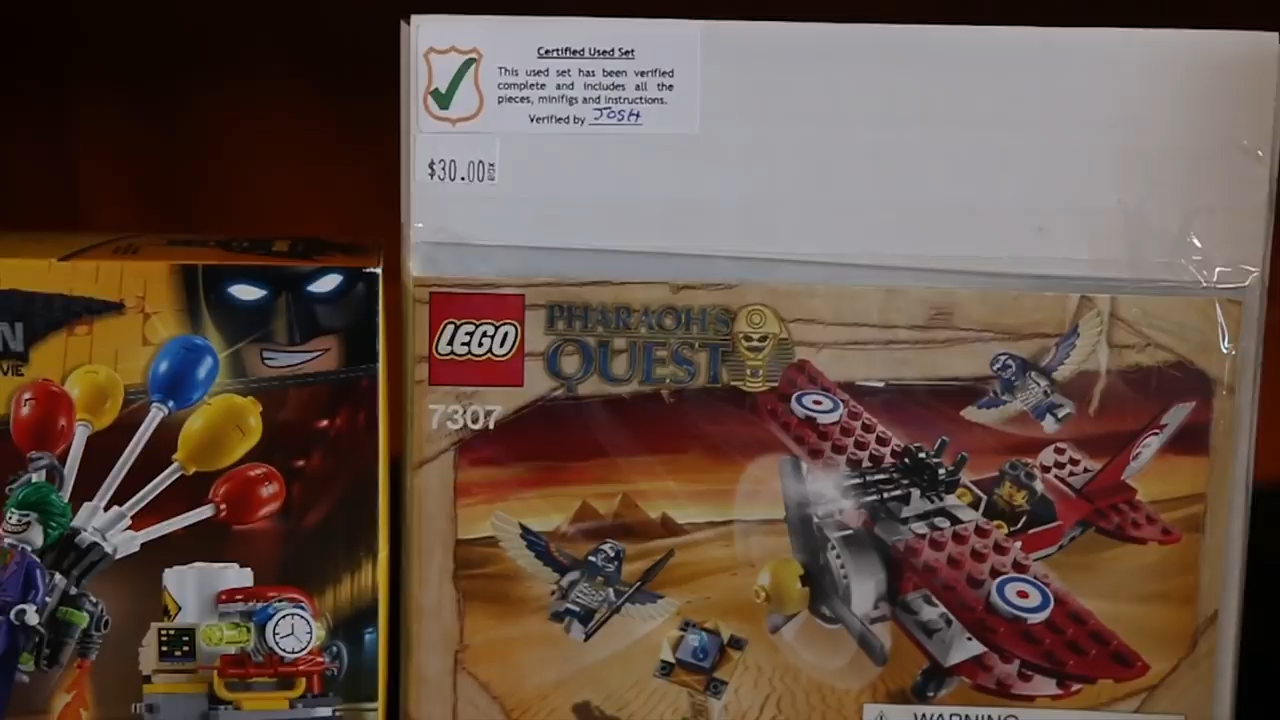 Certified Used Set
This used set has been verified
complete and includes all the
pieces, minifigs and instructions.
Verified by JOSH
$30.00
LEGO
PHARAOH'S
QUEST
7307
N
VIE
WARNING